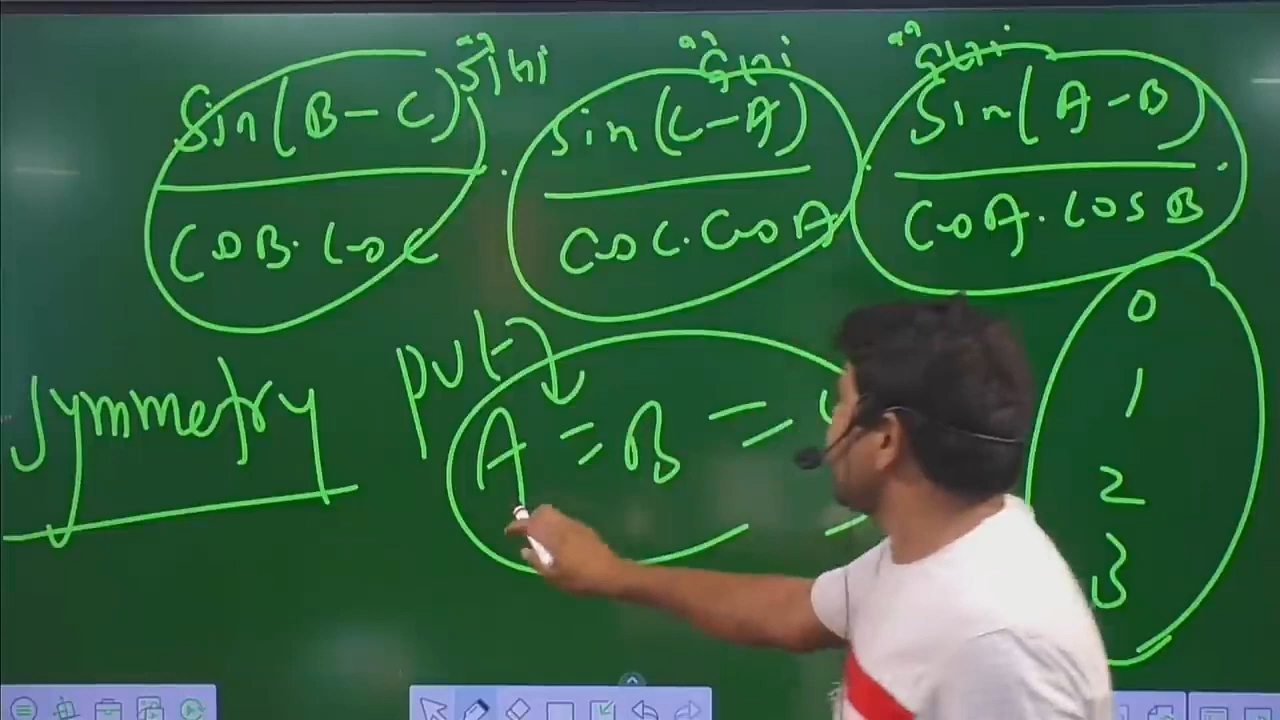 sin(B-C) . sin(C-A) . sin(A-B) .
cosB. cosC cosC. cosA cosA. cosB
put
Symmetry
A = B =
0
1
2
3